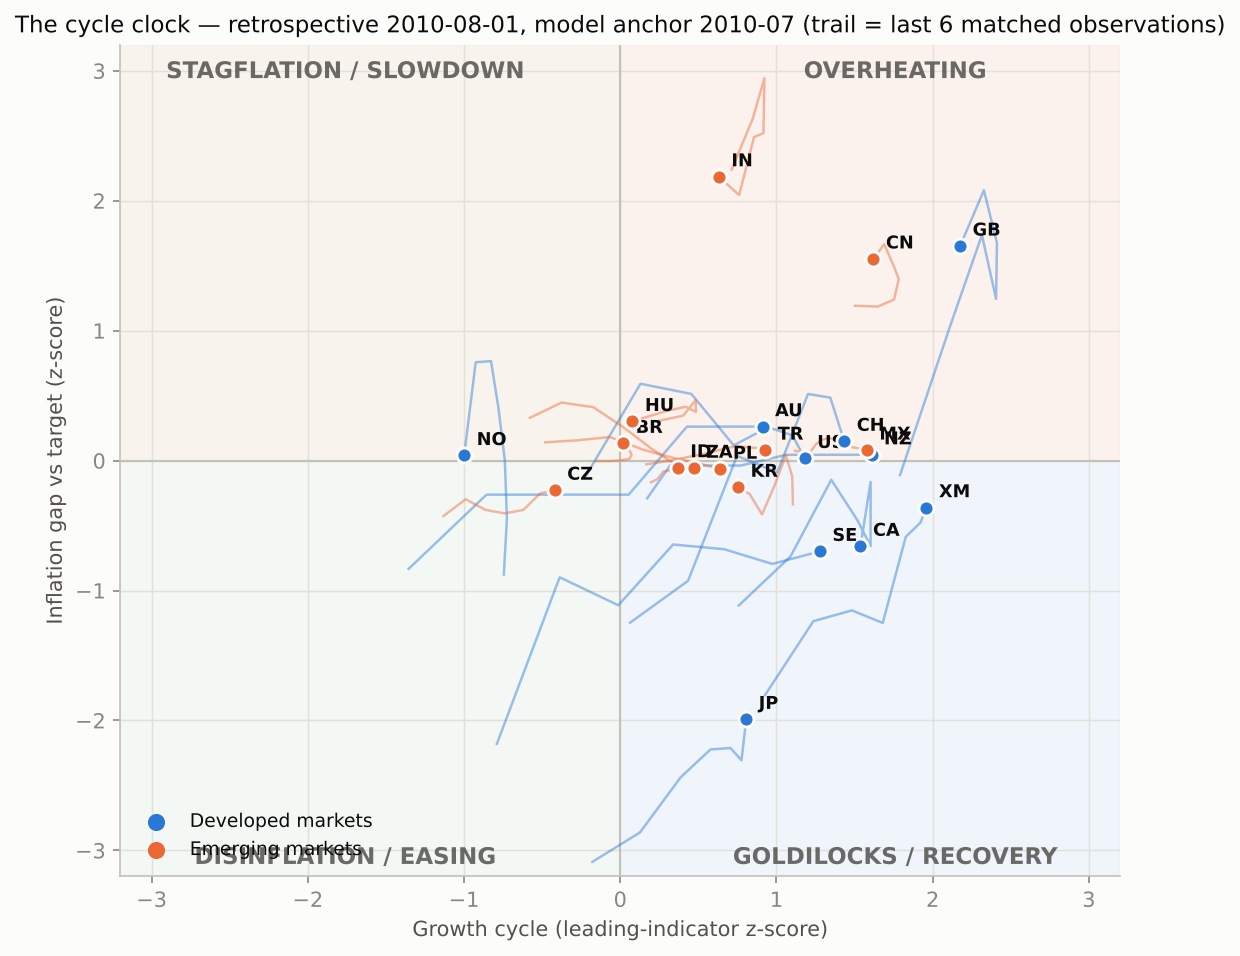 The cycle clock — retrospective 2010-08-01, model anchor 2010-07 (trail = last 6 matched observations)
STAGFLATION / SLOWDOWN
OVERHEATING
IN
GB
CN
HU
AU
BR
CH
TR
US
MX
NZ
NO
ID
ZA
PL
KR
CZ
XM
SE
CA
JP
Developed markets
Emerging markets
DISINFLATION / EASING
GOLDILOCKS / RECOVERY
3
2
1
0
−1
−2
−3
−3
−2
−1
0
1
2
3
Inflation gap vs target (z-score)
Growth cycle (leading-indicator z-score)